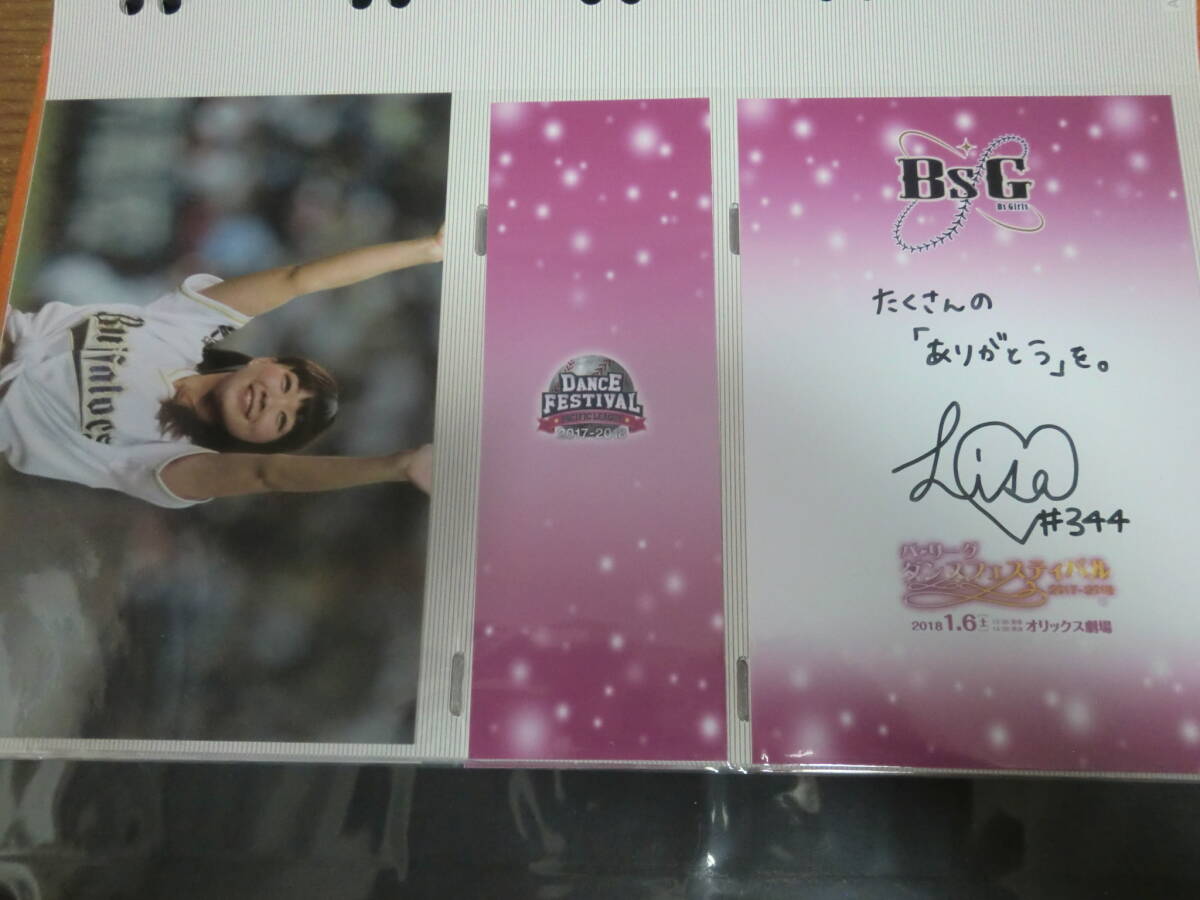 Buffaloes
DANCE
FESTIVAL
PACIFIC LEAGUE
2017-2018
BsG
Bs Girls
たくさんの
「ありがとう」を。
Lisa
#344
パ・リーグ
ダンスフェスティバル
2017-2018
2018 1.6 土 オリックス劇場